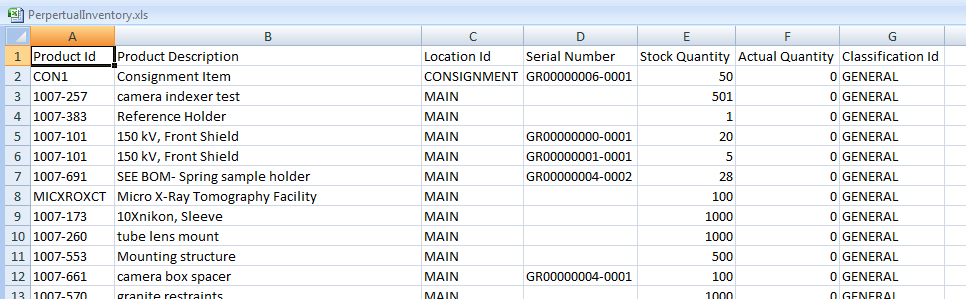 PerpertualInventory.xls
A B C D E F G
1 Product Id Product Description Location Id Serial Number Stock Quantity Actual Quantity Classification Id
2 CON1 Consignment Item CONSIGNMENT GR00000006-0001 50 0 GENERAL
3 1007-257 camera indexer test MAIN 501 0 GENERAL
4 1007-383 Reference Holder MAIN 1 0 GENERAL
5 1007-101 150 kV, Front Shield MAIN GR00000000-0001 20 0 GENERAL
6 1007-101 150 kV, Front Shield MAIN GR00000001-0001 5 0 GENERAL
7 1007-691 SEE BOM- Spring sample holder MAIN GR00000004-0002 28 0 GENERAL
8 MICXROXCT Micro X-Ray Tomography Facility MAIN 100 0 GENERAL
9 1007-173 10Xnikon, Sleeve MAIN 1000 0 GENERAL
10 1007-260 tube lens mount MAIN 1000 0 GENERAL
11 1007-553 Mounting structure MAIN 500 0 GENERAL
12 1007-661 camera box spacer MAIN GR00000004-0001 100 0 GENERAL
13 1007-570 granite restraints MAIN 1000 0 GENERAL